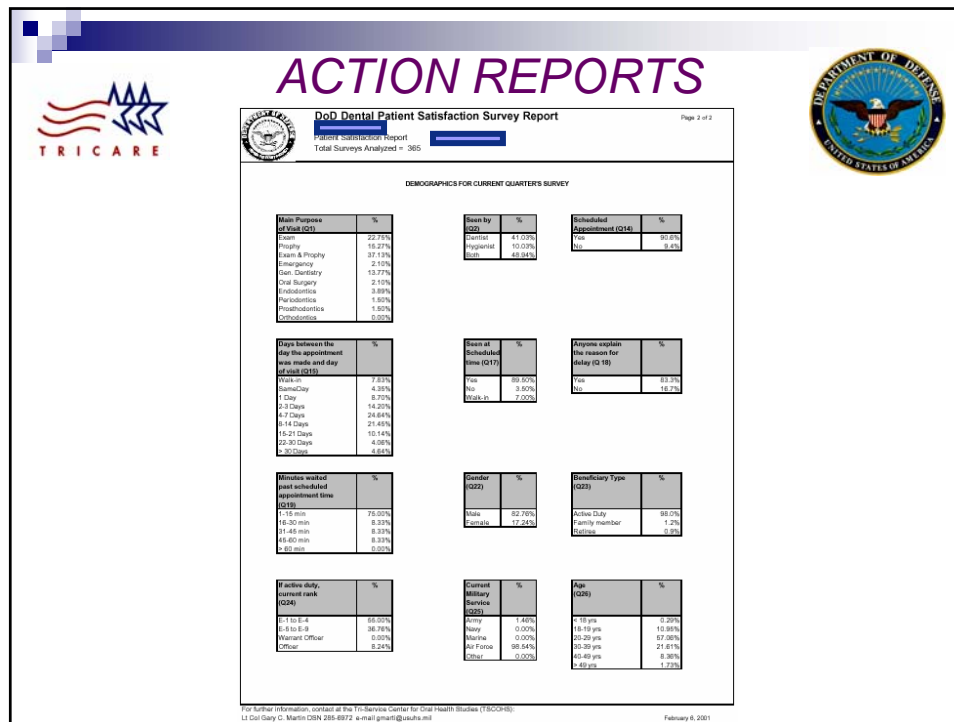 ACTION REPORTS
TRICARE
DEPARTMENT OF DEFENSE
UNITED STATES OF AMERICA
DoD Dental Patient Satisfaction Survey Report
Page 2 of 2
Patient Satisfaction Report
Total Surveys Analyzed = 365
DEMOGRAPHICS FOR CURRENT QUARTER'S SURVEY
Main Purpose %
of Visit (Q1)
Exam 22.75%
Prophy 15.27%
Exam & Prophy 37.13%
Emergency 2.10%
Gen. Dentistry 13.77%
Oral Surgery 2.10%
Endodontics 3.89%
Periodontics 1.50%
Prosthodontics 1.50%
Orthodontics 0.00%
Seen by %
(Q2)
Dentist 41.03%
Hygienist 10.03%
Both 48.94%
Scheduled %
Appointment (Q14)
Yes 90.6%
No 9.4%
Days between the %
day the appointment
was made and day
of visit (Q15)
Walk-in 7.83%
SameDay 4.35%
1 Day 8.70%
2-3 Days 14.20%
4-7 Days 24.64%
8-14 Days 21.45%
15-21 Days 10.14%
22-30 Days 4.06%
> 30 Days 4.64%
Seen at %
Scheduled
time (Q17)
Yes 89.50%
No 3.50%
Walk-in 7.00%
Anyone explain %
the reason for
delay (Q 18)
Yes 83.3%
No 16.7%
Minutes waited %
past scheduled
appointment time
(Q19)
1-15 min 75.00%
16-30 min 8.33%
31-45 min 8.33%
45-60 min 8.33%
> 60 min 0.00%
Gender %
(Q22)
Male 82.76%
Female 17.24%
Beneficiary Type %
(Q23)
Active Duty 98.0%
Family member 1.2%
Retiree 0.9%
If active duty, %
current rank
(Q24)
E-1 to E-4
E-5 to E-9 36.76%
Warrant Officer 0.00%
Officer 8.24%
Current %
Military
Service
(Q25)
Army 1.46%
Navy 0.00%
Marine 0.00%
Air Force 98.54%
Other 0.00%
Age %
(Q26)
< 18 yrs 0.29%
18-19 yrs 10.95%
20-29 yrs 57.06%
30-39 yrs 21.61%
40-49 yrs 8.36%
> 49 yrs 1.73%
For further information, contact at the Tri-Service Center for Oral Health Studies (TSCOHS):
Lt Col Gary C. Martin DSN 295-8972 e-mail gmarti@usuhs.mil
February 6, 2001